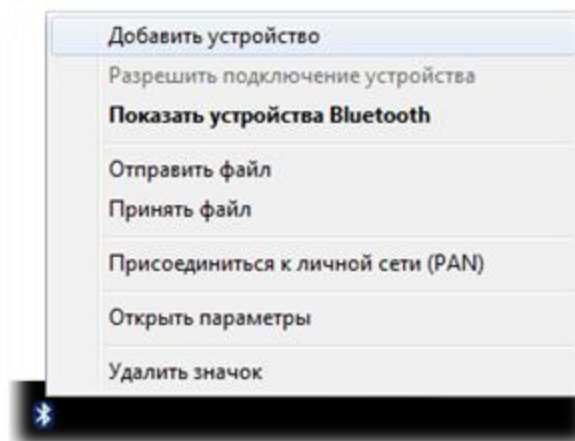 Добавить устройство
Разрешить подключение устройства
Показать устройства Bluetooth
Отправить файл
Принять файл
Присоединиться к личной сети (PAN)
Открыть параметры
Удалить значок